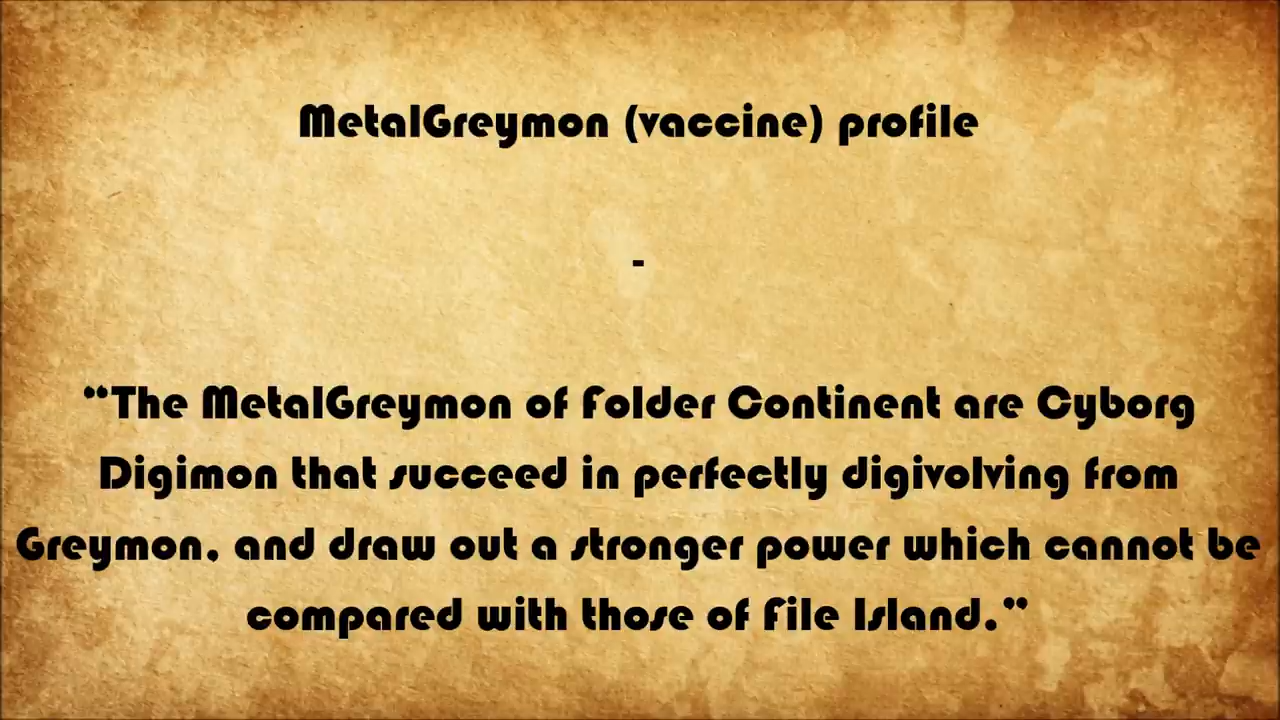 MetalGreymon (vaccine) profile
-
“The MetalGreymon of Folder Continent are Cyborg
Digimon that succeed in perfectly digivolving from
Greymon, and draw out a stronger power which cannot be
compared with those of File Island.”